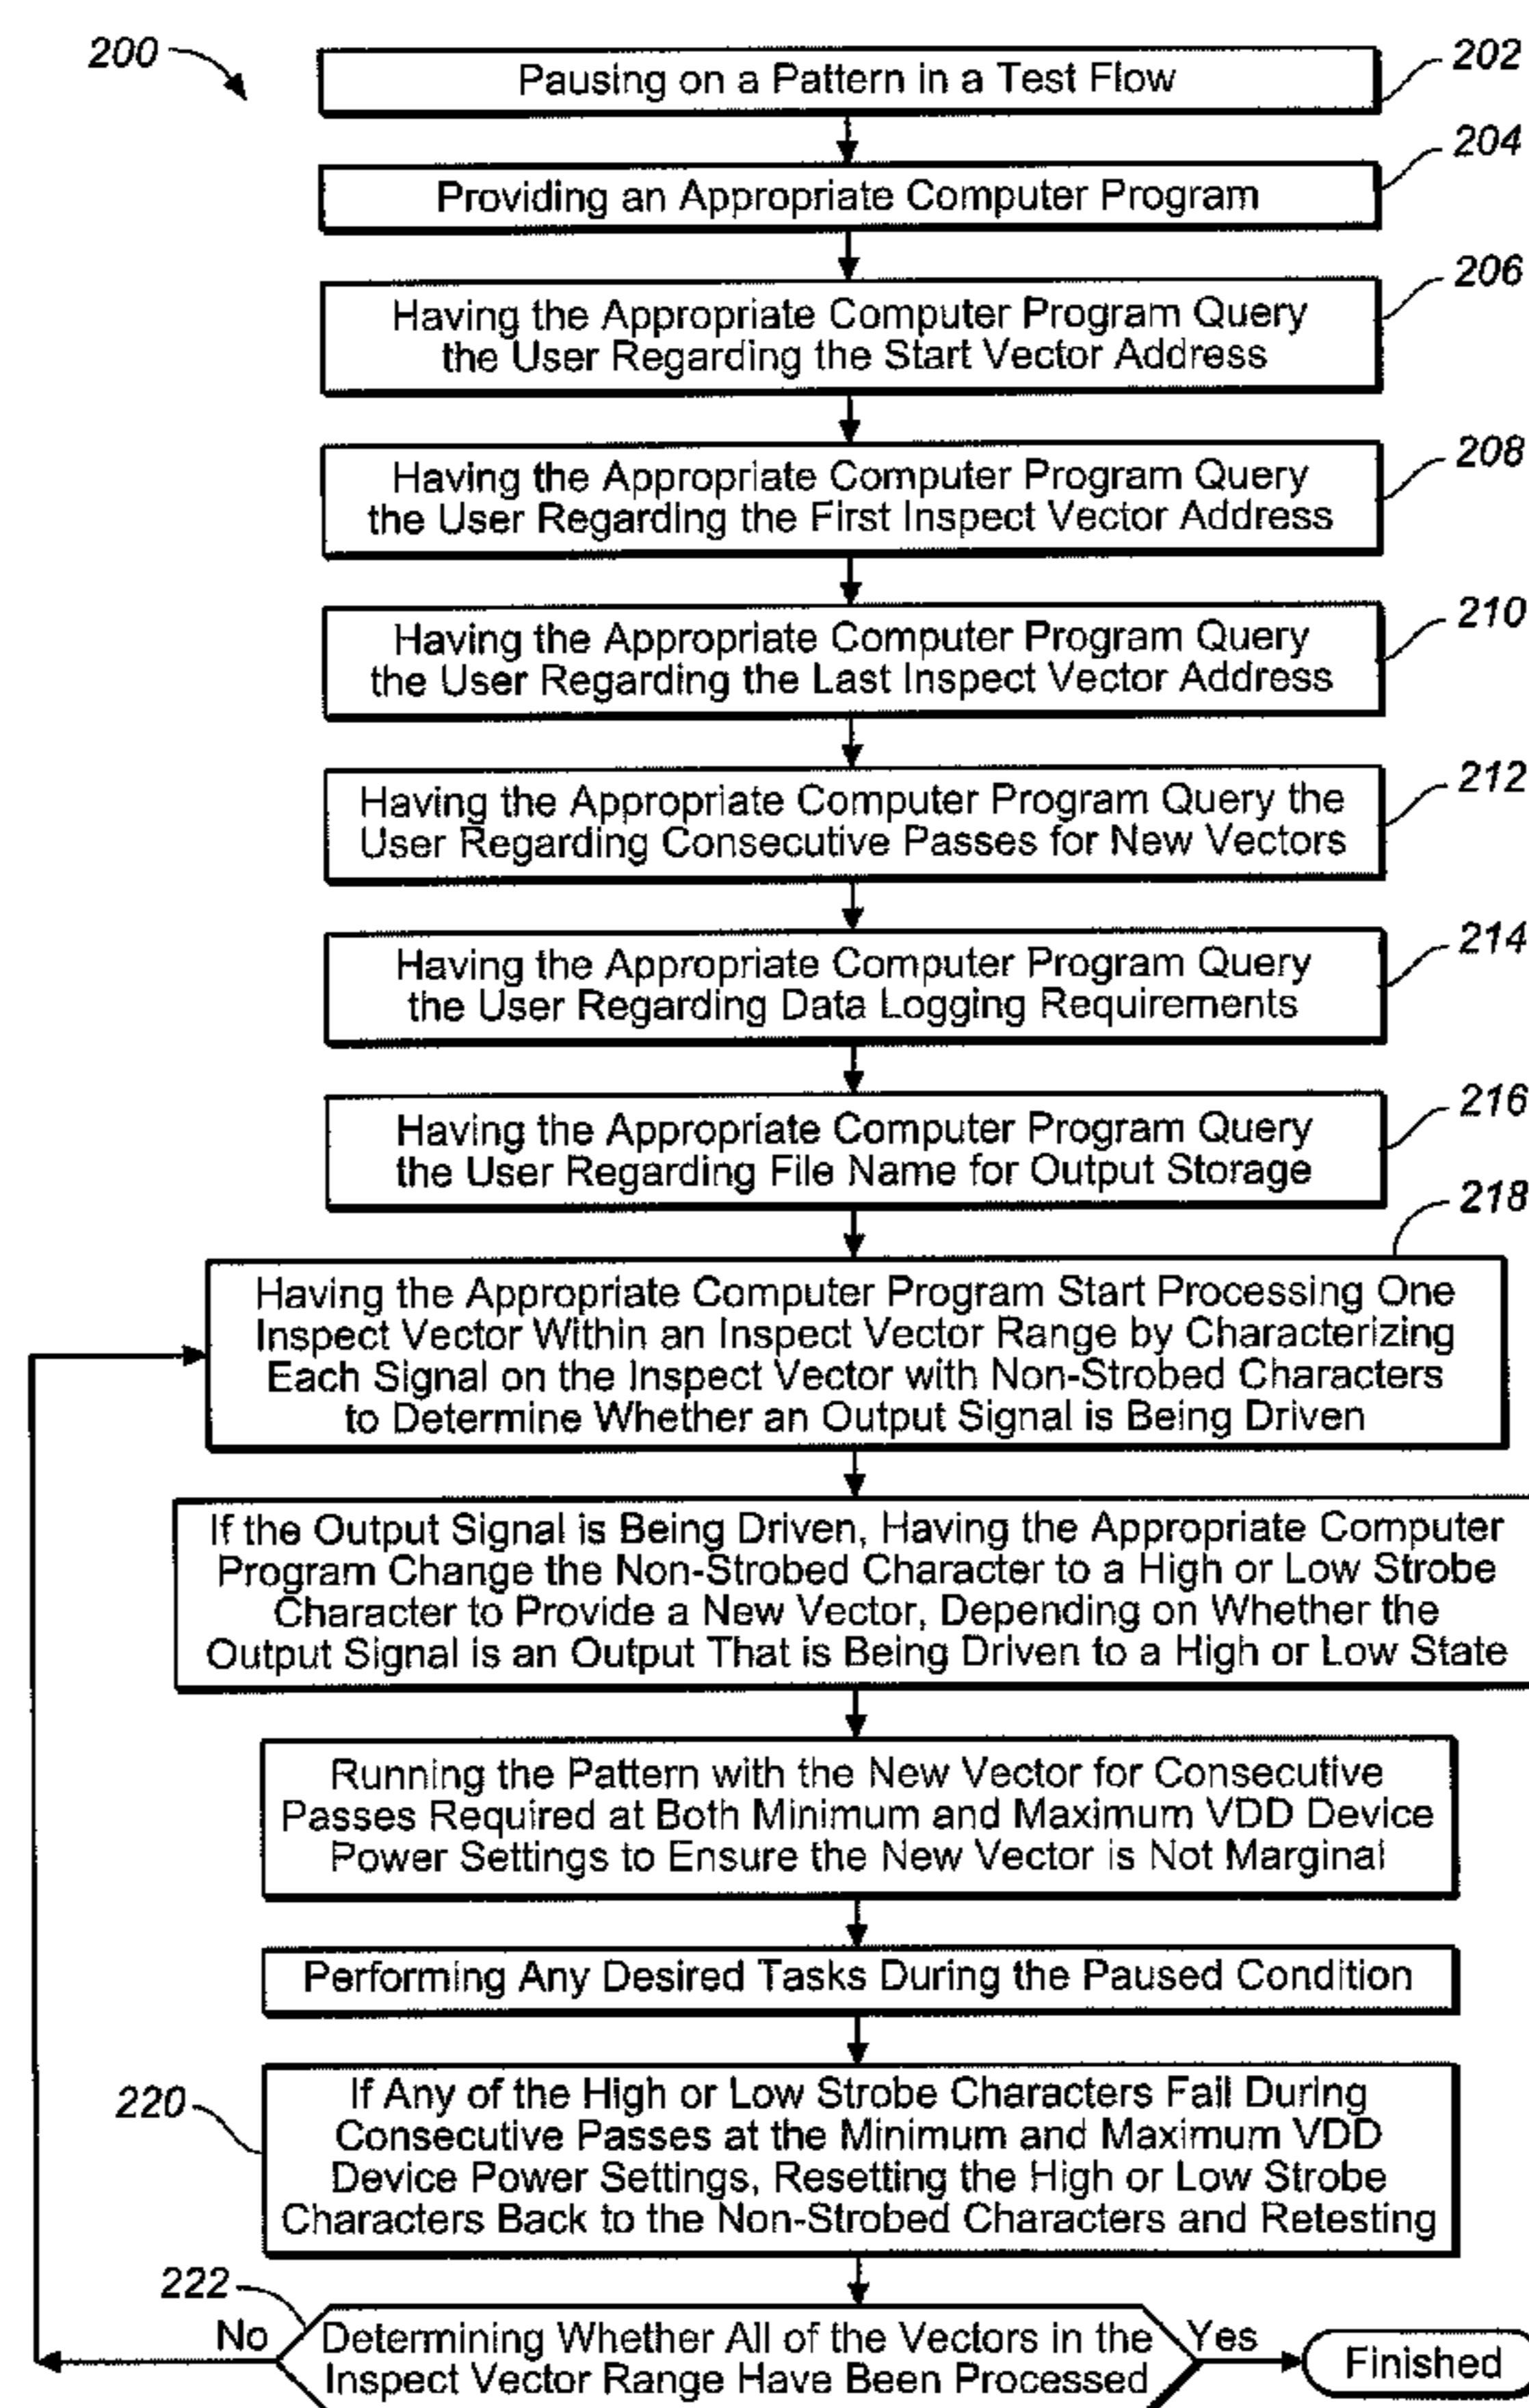 200
Pausing on a Pattern in a Test Flow
202
Providing an Appropriate Computer Program
204
Having the Appropriate Computer Program Query
the User Regarding the Start Vector Address
206
Having the Appropriate Computer Program Query
the User Regarding the First Inspect Vector Address
208
Having the Appropriate Computer Program Query
the User Regarding the Last Inspect Vector Address
210
Having the Appropriate Computer Program Query the
User Regarding Consecutive Passes for New Vectors
212
Having the Appropriate Computer Program Query
the User Regarding Data Logging Requirements
214
Having the Appropriate Computer Program Query
the User Regarding File Name for Output Storage
216
218
Having the Appropriate Computer Program Start Processing One
Inspect Vector Within an Inspect Vector Range by Characterizing
Each Signal on the Inspect Vector with Non-Strobed Characters
to Determine Whether an Output Signal is Being Driven
If the Output Signal is Being Driven, Having the Appropriate Computer
Program Change the Non-Strobed Character to a High or Low Strobe
Character to Provide a New Vector, Depending on Whether the
Output Signal is an Output That is Being Driven to a High or Low State
Running the Pattern with the New Vector for Consecutive
Passes Required at Both Minimum and Maximum VDD Device
Power Settings to Ensure the New Vector is Not Marginal
Performing Any Desired Tasks During the Paused Condition
220
If Any of the High or Low Strobe Characters Fail During
Consecutive Passes at the Minimum and Maximum VDD
Device Power Settings, Resetting the High or Low Strobe
Characters Back to the Non-Strobed Characters and Retesting
222
No
Determining Whether All of the Vectors in the
Inspect Vector Range Have Been Processed
Yes
Finished